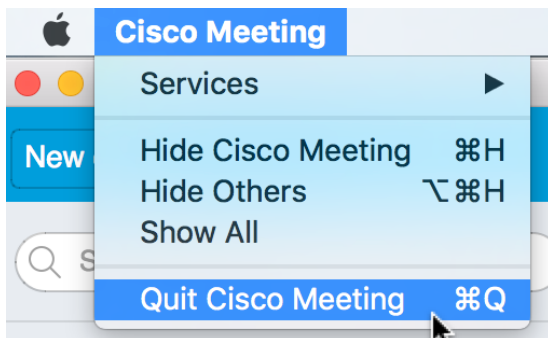 Cisco Meeting
Services ▶
New
Hide Cisco Meeting ⌘H
Hide Others ⌥⌘H
Show All
S
Quit Cisco Meeting ⌘Q